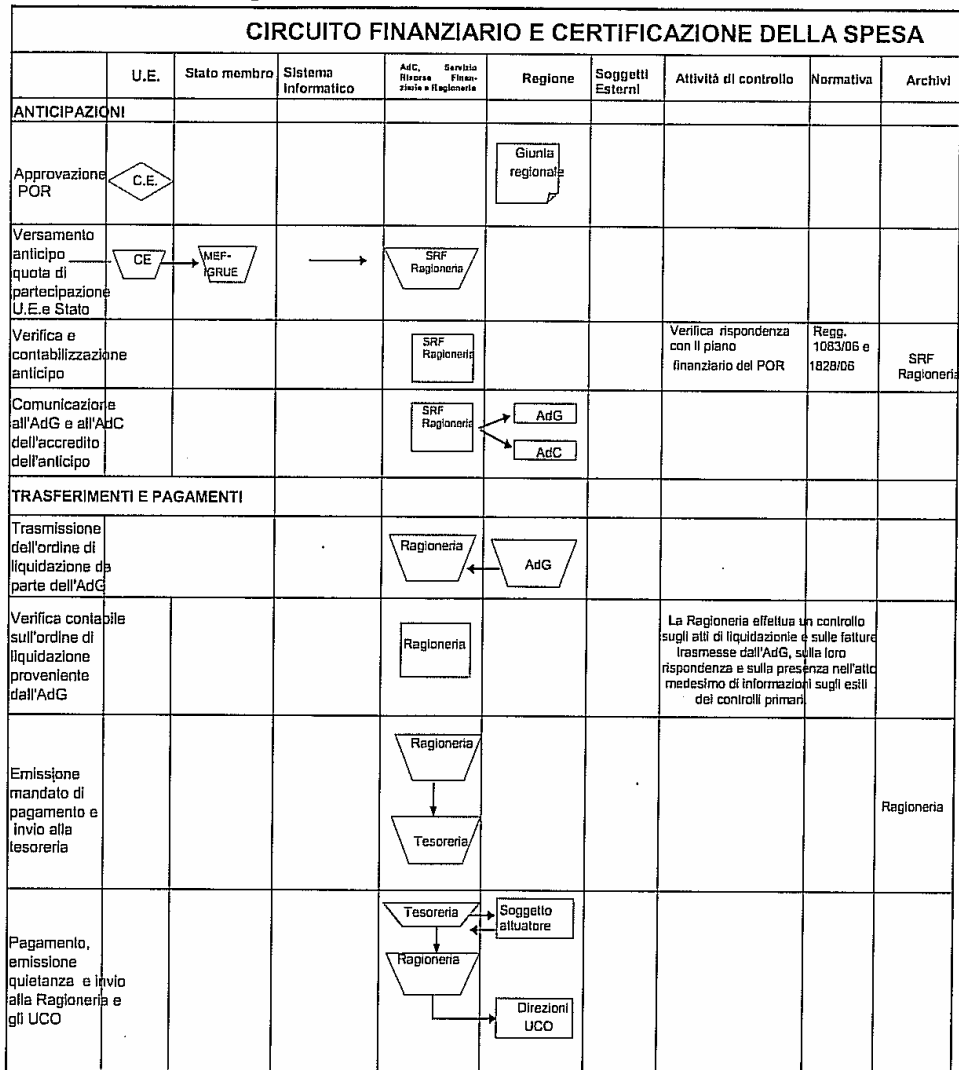 CIRCUITO FINANZIARIO E CERTIFICAZIONE DELLA SPESA
U.E.
Stato membro
Sistema
Informatico
AdC, Servizio
Risorse Finan-
ziarie e Ragioneria
Regione
Soggetti
Esterni
Attività di controllo
Normativa
Archivi
ANTICIPAZIONI
Approvazione
POR
C.E.
Giunta
regionale
Versamento
anticipo
quota di
partecipazione
U.E.e Stato
CE
MEF-
IGRUE
SRF
Ragioneria
Verifica e
contabilizzazione
anticipo
SRF
Ragioneria
Verifica rispondenza
con il piano
finanziario del POR
Regg.
1083/06 e
1828/06
SRF
Ragioneria
Comunicazione
all'AdG e all'AdC
dell'accredito
dell'anticipo
SRF
Ragioneria
AdG
AdC
TRASFERIMENTI E PAGAMENTI
Trasmissione
dell'ordine di
liquidazione da
parte dell'AdG
Ragioneria
AdG
Verifica contabile
sull'ordine di
liquidazione
proveniente
dall'AdG
Ragioneria
La Ragioneria effettua un controllo
sugli atti di liquidazione e sulle fatture
trasmesse dall'AdG, sulla loro
rispondenza e sulla presenza nell'atto
medesimo di informazioni sugli esiti
dei controlli primari.
Emissione
mandato di
pagamento e
invio alla
tesoreria
Ragioneria
Tesoreria
Ragioneria
Pagamento,
emissione
quietanza e invio
alla Ragioneria e
gli UCO
Tesoreria
Soggetto
attuatore
Ragioneria
Direzioni
UCO